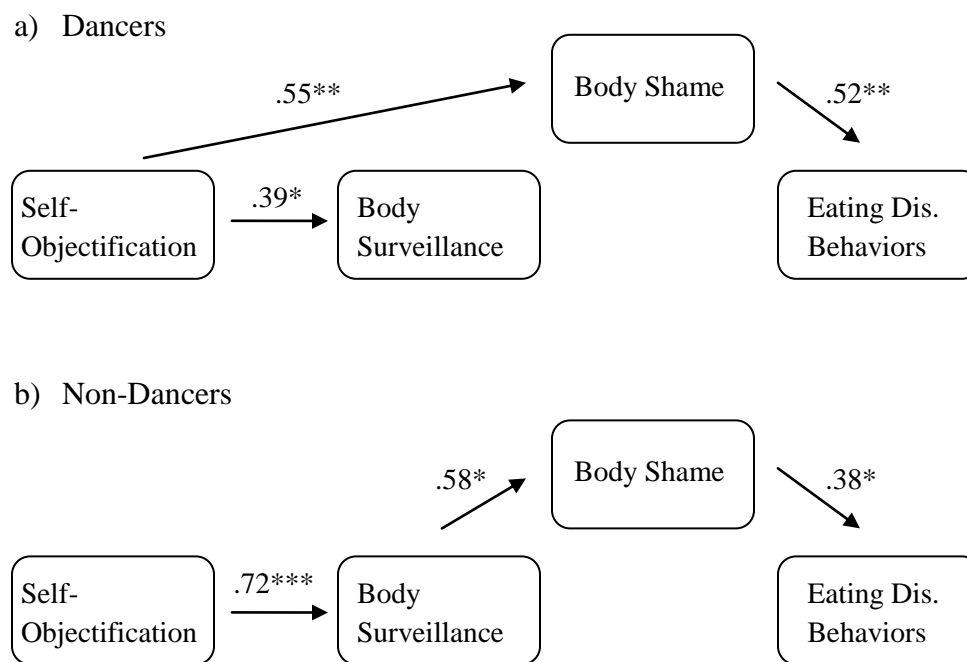 a) Dancers
.55**
Body Shame
.52**
Self-
Objectification
.39*
Body
Surveillance
Eating Dis.
Behaviors
b) Non-Dancers
.58*
Body Shame
.38*
Self-
Objectification
.72***
Body
Surveillance
Eating Dis.
Behaviors